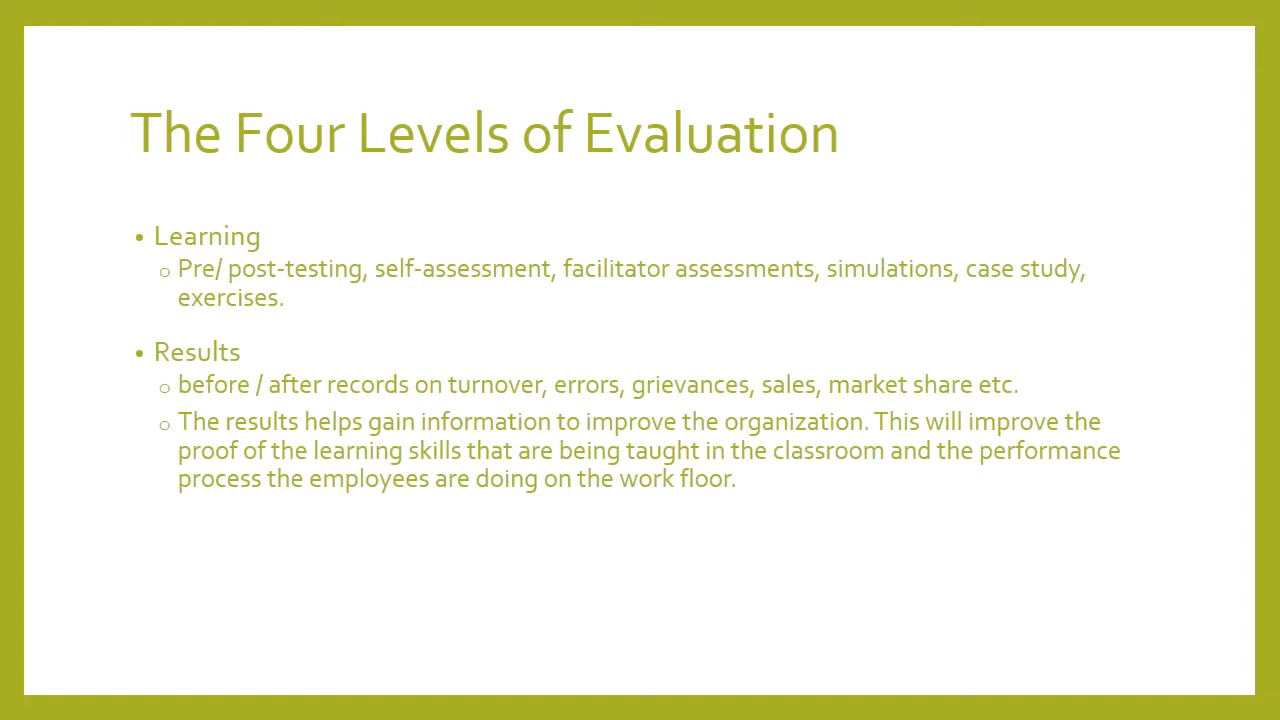 The Four Levels of Evaluation
• Learning
o Pre/ post-testing, self-assessment, facilitator assessments, simulations, case study,
exercises.
• Results
o before / after records on turnover, errors, grievances, sales, market share etc.
o The results helps gain information to improve the organization. This will improve the
proof of the learning skills that are being taught in the classroom and the performance
process the employees are doing on the work floor.